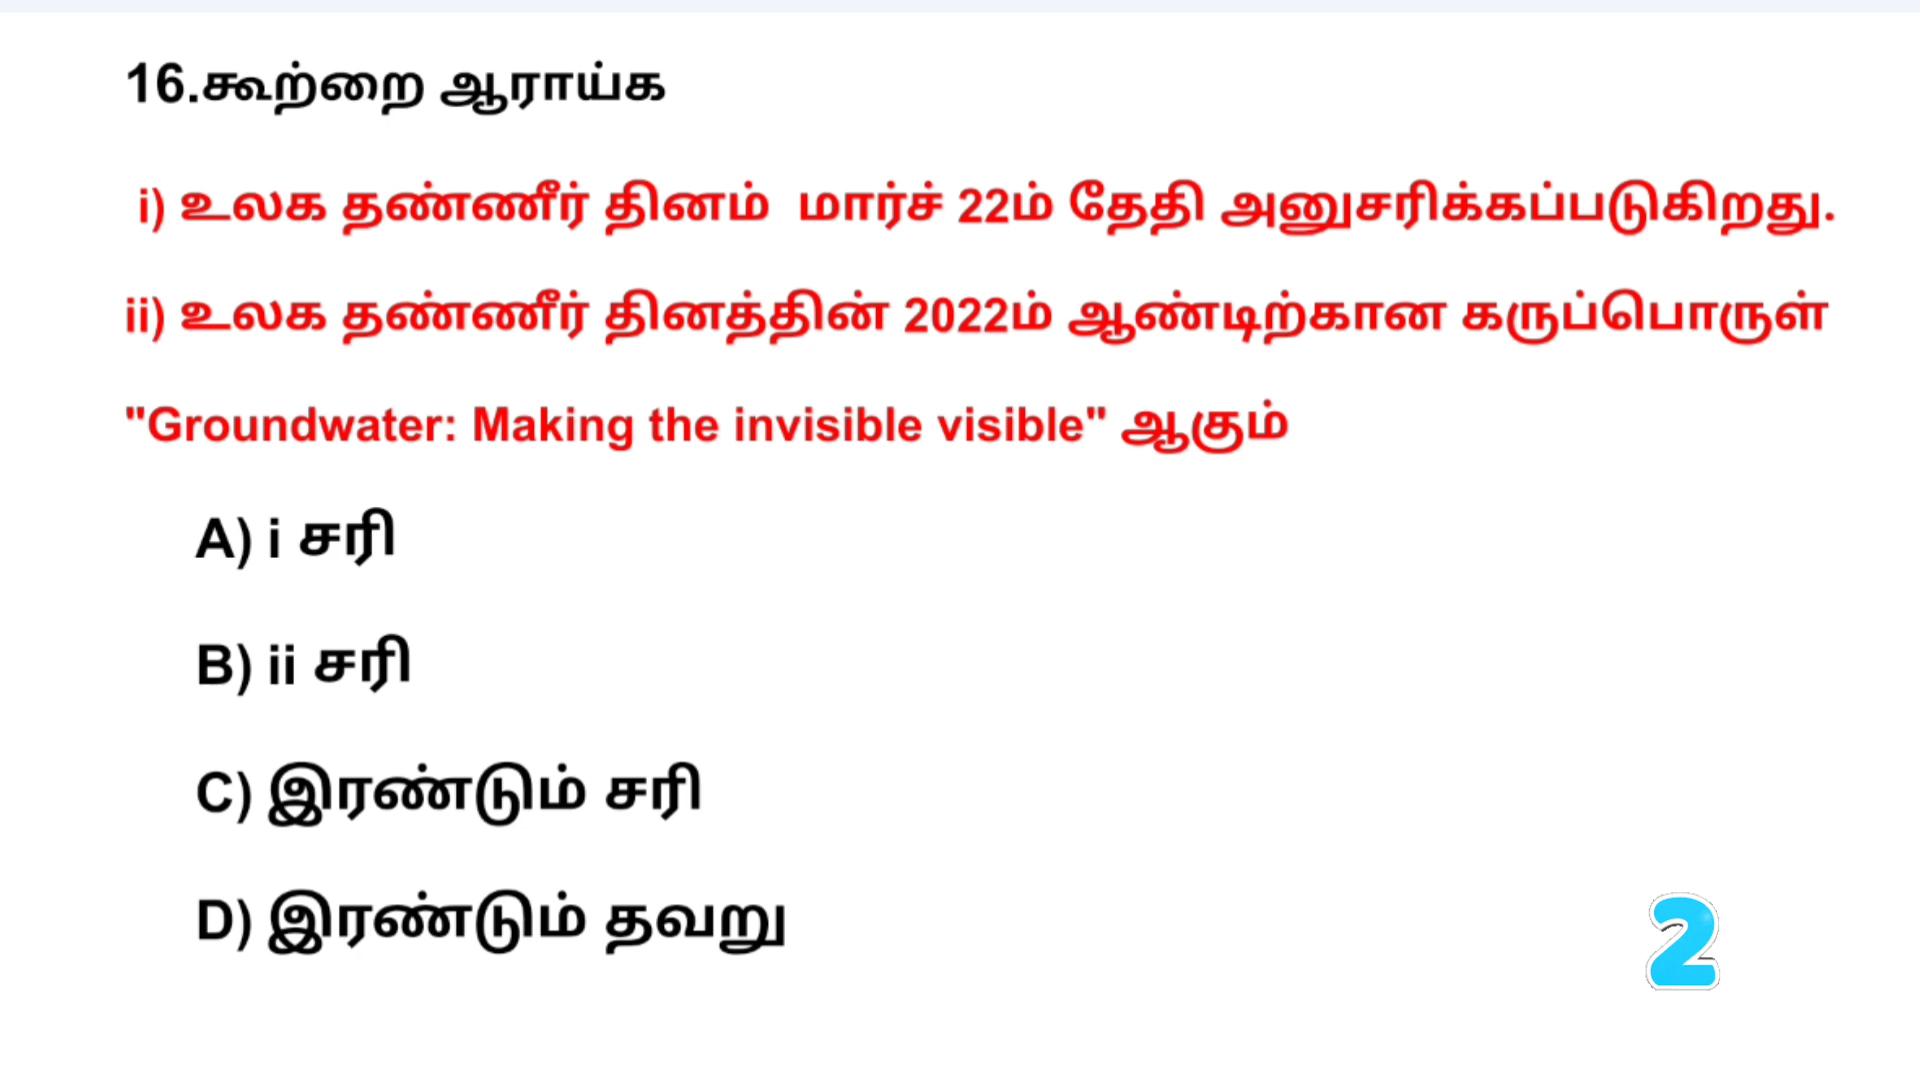 16.கூற்றை ஆராய்க
i) உலக தண்ணீர் தினம் மார்ச் 22ம் தேதி அனுசரிக்கப்படுகிறது.
ii) உலக தண்ணீர் தினத்தின் 2022ம் ஆண்டிற்கான கருப்பொருள்
"Groundwater: Making the invisible visible" ஆகும்
A) i சரி
B) ii சரி
C) இரண்டும் சரி
D) இரண்டும் தவறு
2